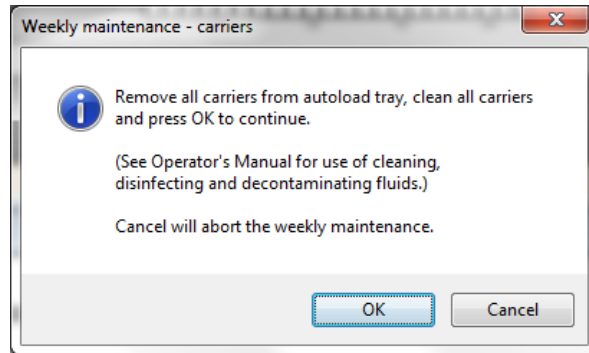 Weekly maintenance - carriers
Remove all carriers from autoload tray, clean all carriers
and press OK to continue.
(See Operator's Manual for use of cleaning,
disinfecting and decontaminating fluids.)
Cancel will abort the weekly maintenance.
OK
Cancel